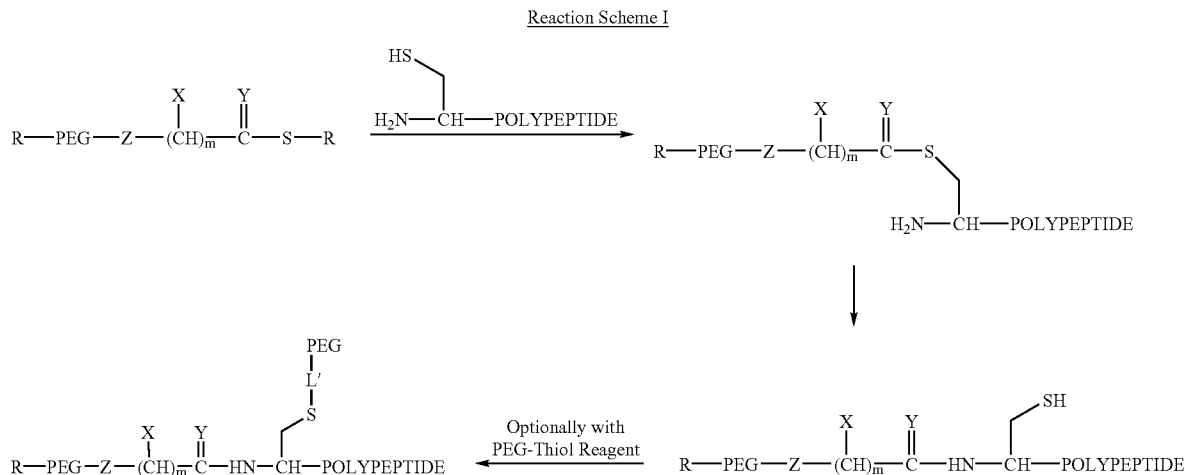 Reaction Scheme I
HS
H₂N—CH—POLYPEPTIDE
X Y
R—PEG—Z—(CH)ₘ—C—S—R
X Y
R—PEG—Z—(CH)ₘ—C—S
H₂N—CH—POLYPEPTIDE
PEG
L'
S
X Y
R—PEG—Z—(CH)ₘ—C—HN—CH—POLYPEPTIDE
Optionally with
PEG-Thiol Reagent
SH
X Y
R—PEG—Z—(CH)ₘ—C—HN—CH—POLYPEPTIDE